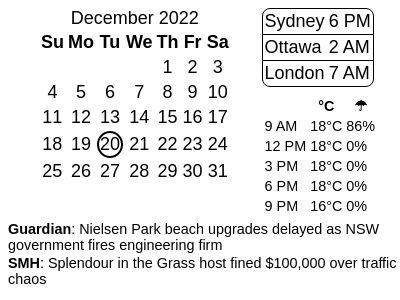 December 2022
Su Mo Tu We Th Fr Sa
1 2 3
4 5 6 7 8 9 10
11 12 13 14 15 16 17
18 19 20 21 22 23 24
25 26 27 28 29 30 31
Sydney 6 PM
Ottawa 2 AM
London 7 AM
°C ☂
9 AM 18°C 86%
12 PM 18°C 0%
3 PM 18°C 0%
6 PM 18°C 0%
9 PM 16°C 0%
Guardian: Nielsen Park beach upgrades delayed as NSW
government fires engineering firm
SMH: Splendour in the Grass host fined $100,000 over traffic
chaos